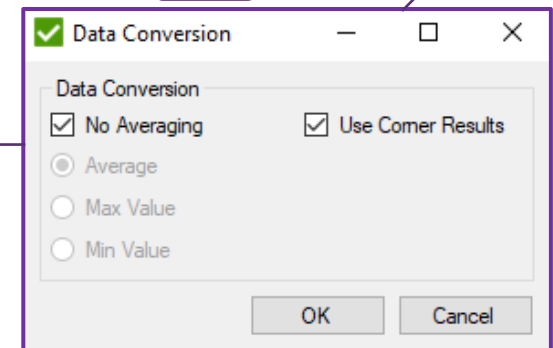 Data Conversion
Data Conversion
No Averaging Use Corner Results
Average
Max Value
Min Value
OK Cancel